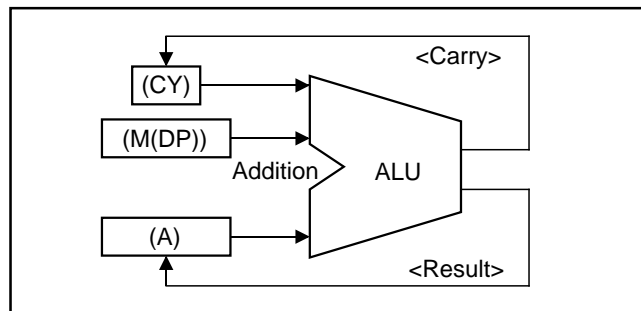 <Carry>
(CY)
(M(DP))
Addition
ALU
(A)
<Result>